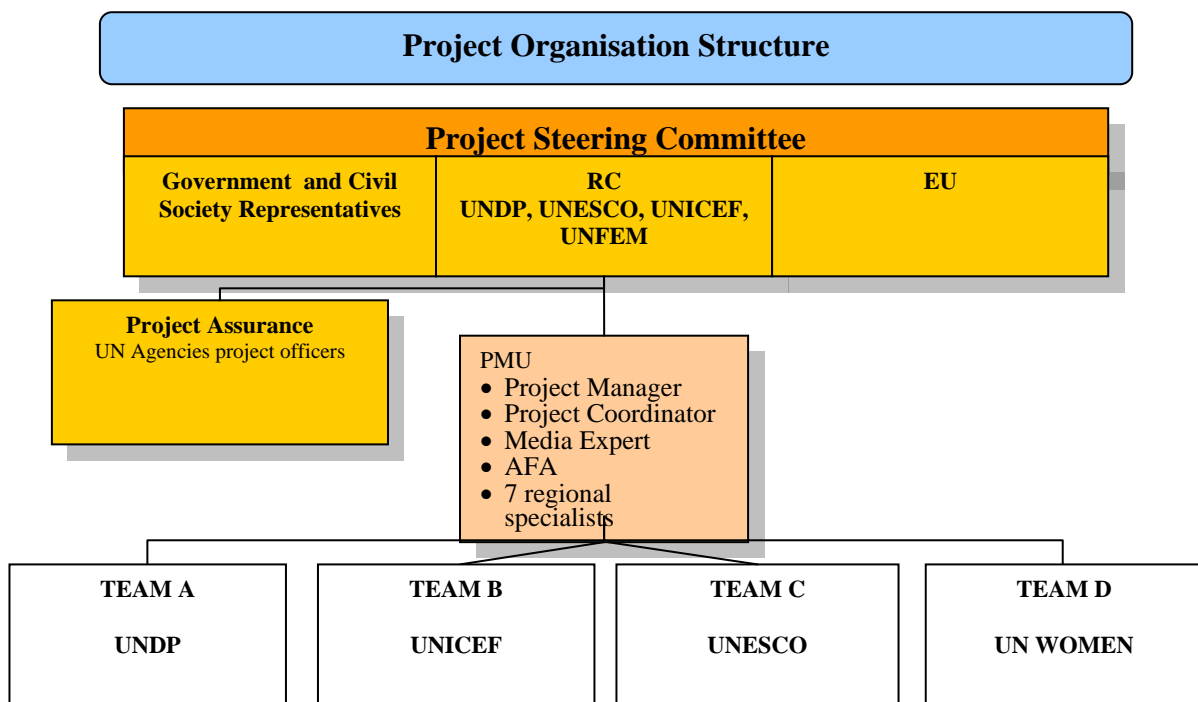 Project Organisation Structure
Project Steering Committee
Government and Civil
Society Representatives
RC
UNDP, UNESCO, UNICEF,
UNFEM
EU
Project Assurance
UN Agencies project officers
PMU
• Project Manager
• Project Coordinator
• Media Expert
• AFA
• 7 regional
specialists
TEAM A
UNDP
TEAM B
UNICEF
TEAM C
UNESCO
TEAM D
UN WOMEN